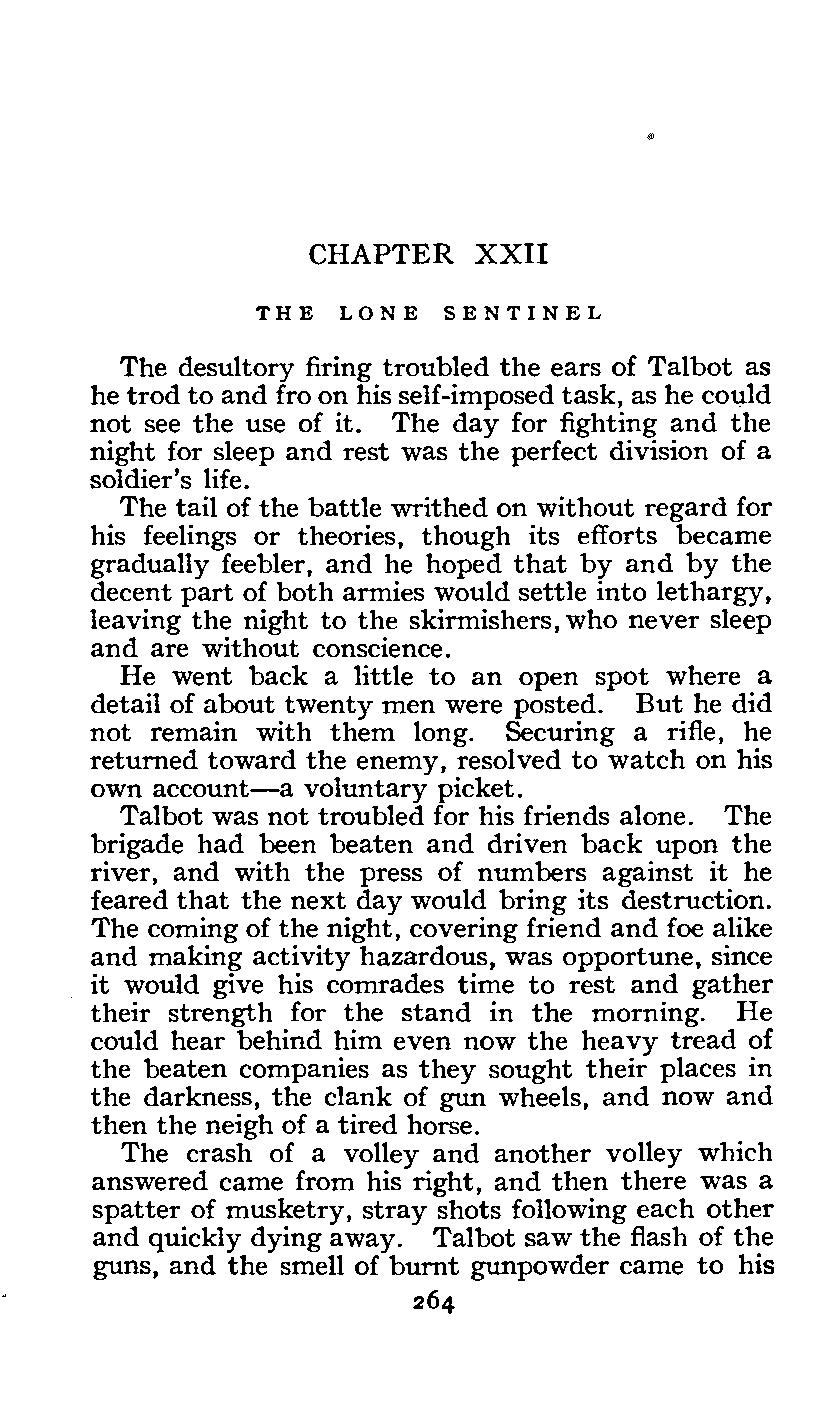 CHAPTER XXII
THE LONE SENTINEL
The desultory firing troubled the ears of Talbot as
he trod to and fro on his self-imposed task, as he could
not see the use of it. The day for fighting and the
night for sleep and rest was the perfect division of a
soldier's life.
The tail of the battle writhed on without regard for
his feelings or theories, though its efforts became
gradually feebler, and he hoped that by and by the
decent part of both armies would settle into lethargy,
leaving the night to the skirmishers, who never sleep
and are without conscience.
He went back a little to an open spot where a
detail of about twenty men were posted. But he did
not remain with them long. Securing a rifle, he
returned toward the enemy, resolved to watch on his
own account—a voluntary picket.
Talbot was not troubled for his friends alone. The
brigade had been beaten and driven back upon the
river, and with the press of numbers against it he
feared that the next day would bring its destruction.
The coming of the night, covering friend and foe alike
and making activity hazardous, was opportune, since
it would give his comrades time to rest and gather
their strength for the stand in the morning. He
could hear behind him even now the heavy tread of
the beaten companies as they sought their places in
the darkness, the clank of gun wheels, and now and
then the neigh of a tired horse.
The crash of a volley and another volley which
answered came from his right, and then there was a
spatter of musketry, stray shots following each other
and quickly dying away. Talbot saw the flash of the
guns, and the smell of burnt gunpowder came to his
264